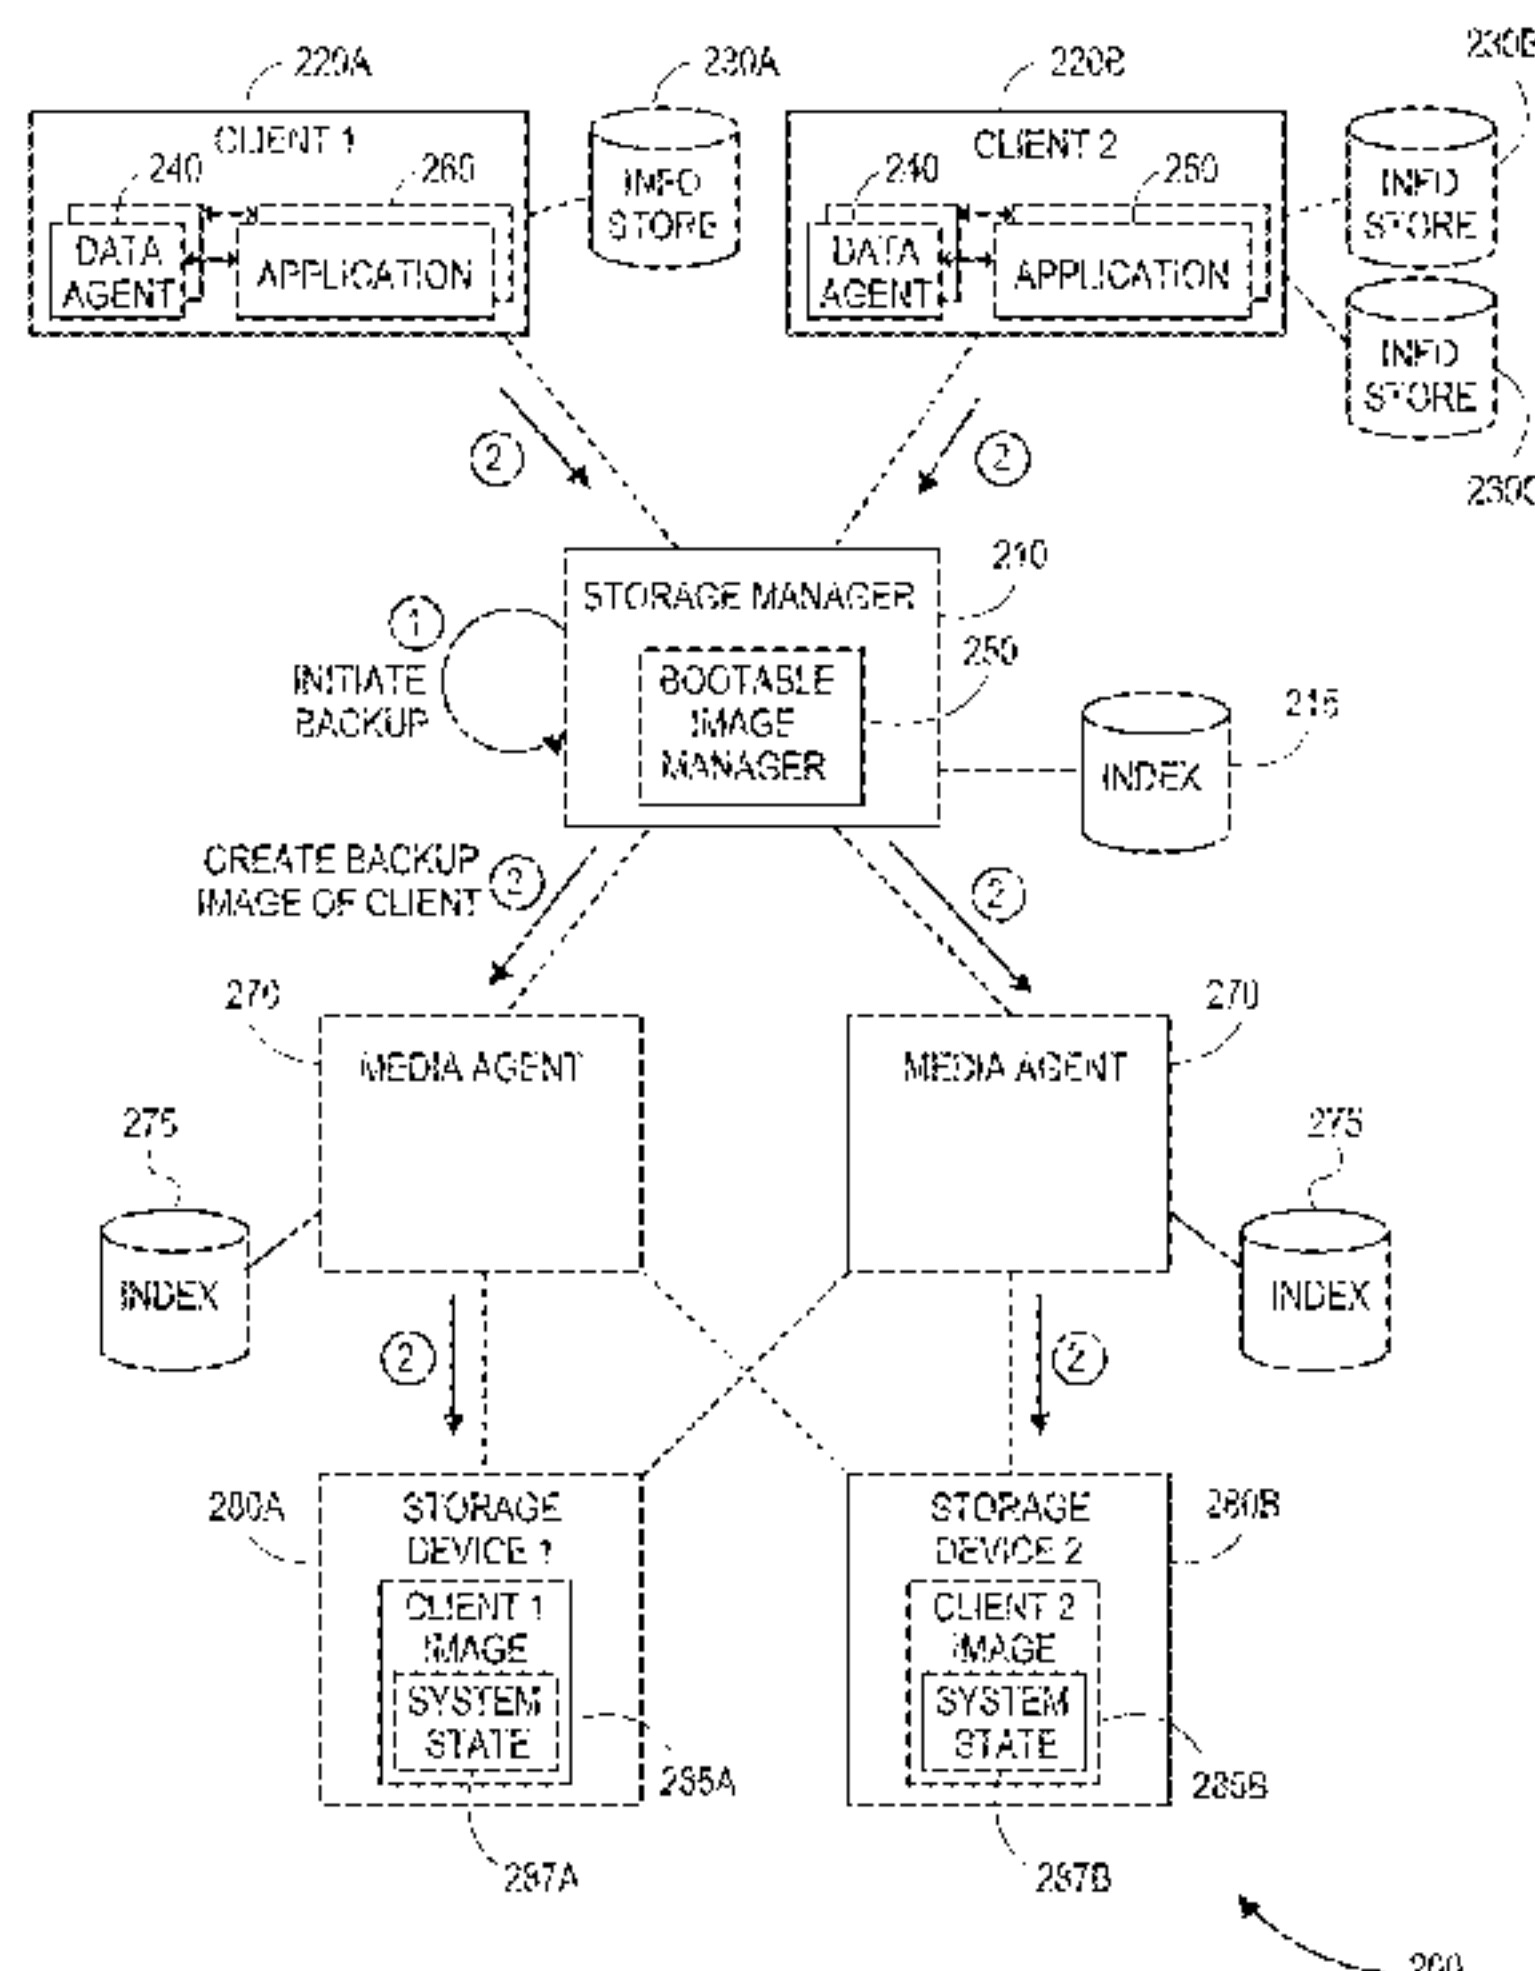 220A
230A
220B
230B
CLIENT 1
240
260
DATA
AGENT
APPLICATION
INFO
STORE
CLIENT 2
240
260
DATA
AGENT
APPLICATION
INFO
STORE
INFO
STORE
230C
2
2
210
STORAGE MANAGER
1
INITIATE
BACKUP
250
BOOTABLE
IMAGE
MANAGER
215
INDEX
CREATE BACKUP
IMAGE OF CLIENT
2
2
270
270
MEDIA AGENT
MEDIA AGENT
275
275
INDEX
INDEX
2
2
280A
STORAGE
DEVICE 1
CLIENT 1
IMAGE
SYSTEM
STATE
285A
287A
280B
STORAGE
DEVICE 2
CLIENT 2
IMAGE
SYSTEM
STATE
285B
287B